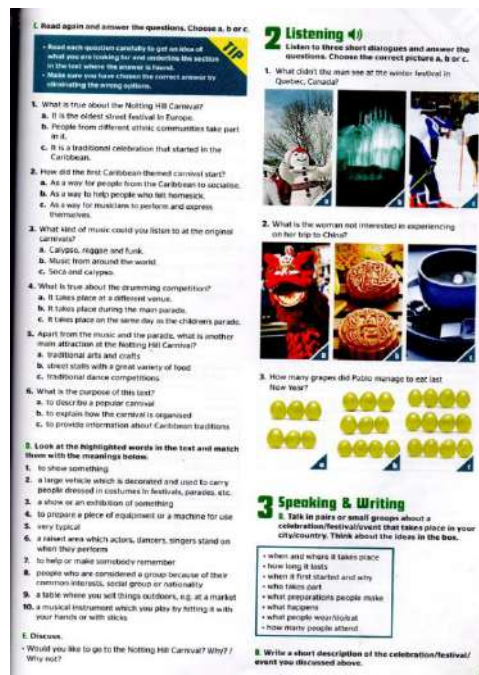 C. Read again and answer the questions. Choose a, b or c.
• Read each question carefully to get an idea of
what you are looking for and underline the section
in the text where the answer is found.
• Make sure you have chosen the correct answer by
eliminating the wrong options.
TIP
1. What is true about the Notting Hill Carnival?
a. It is the oldest street festival in Europe.
b. People from different ethnic communities take part
in it.
c. It is a traditional celebration that started in the
Caribbean.
2. How did the first Caribbean-themed carnival start?
a. As a way for people from the Caribbean to socialise.
b. As a way to help people who felt homesick.
c. As a way for musicians to perform and express
themselves.
3. What kind of music could you listen to at the original
carnivals?
a. Calypso, reggae and funk.
b. Music from around the world.
c. Soca and calypso.
4. What is true about the drumming competition?
a. It takes place at a different venue.
b. It takes place during the main parade.
c. It takes place on the same day as the children's parade.
5. Apart from the music and the parade, what is another
main attraction at the Notting Hill Carnival?
a. traditional arts and crafts
b. street stalls with a great variety of food
c. traditional dance competitions
6. What is the purpose of this text?
a. to describe a popular carnival
b. to explain how the carnival is organised
c. to provide information about Caribbean traditions
D. Look at the highlighted words in the text and match
them with the meanings below.
1. to show something
2. a large vehicle which is decorated and used to carry
people dressed in costumes in festivals, parades, etc.
3. a show or an exhibition of something
4. to prepare a piece of equipment or a machine for use
5. very typical
6. a raised area which actors, dancers, singers stand on
when they perform
7. to help or make somebody remember
8. people who are considered a group because of their
common interests, social group or nationality
9. a table where you sell things outdoors, e.g. at a market
10. a musical instrument which you play by hitting it with
your hands or with sticks
E. Discuss.
• Would you like to go to the Notting Hill Carnival? Why? /
Why not?
2 Listening
Listen to three short dialogues and answer the
questions. Choose the correct picture a, b or c.
1. What didn't the man see at the winter festival in
Quebec, Canada?
a
b
c
2. What is the woman not interested in experiencing
on her trip to China?
a
b
c
3. How many grapes did Pablo manage to eat last
New Year?
a
b
c
3 Speaking & Writing
A. Talk in pairs or small groups about a
celebration/festival/event that takes place in your
city/country. Think about the ideas in the box.
• when and where it takes place
• how long it lasts
• when it first started and why
• who takes part
• what preparations people make
• what happens
• what people wear/do/eat
• how many people attend
B. Write a short description of the celebration/festival/
event you discussed above.